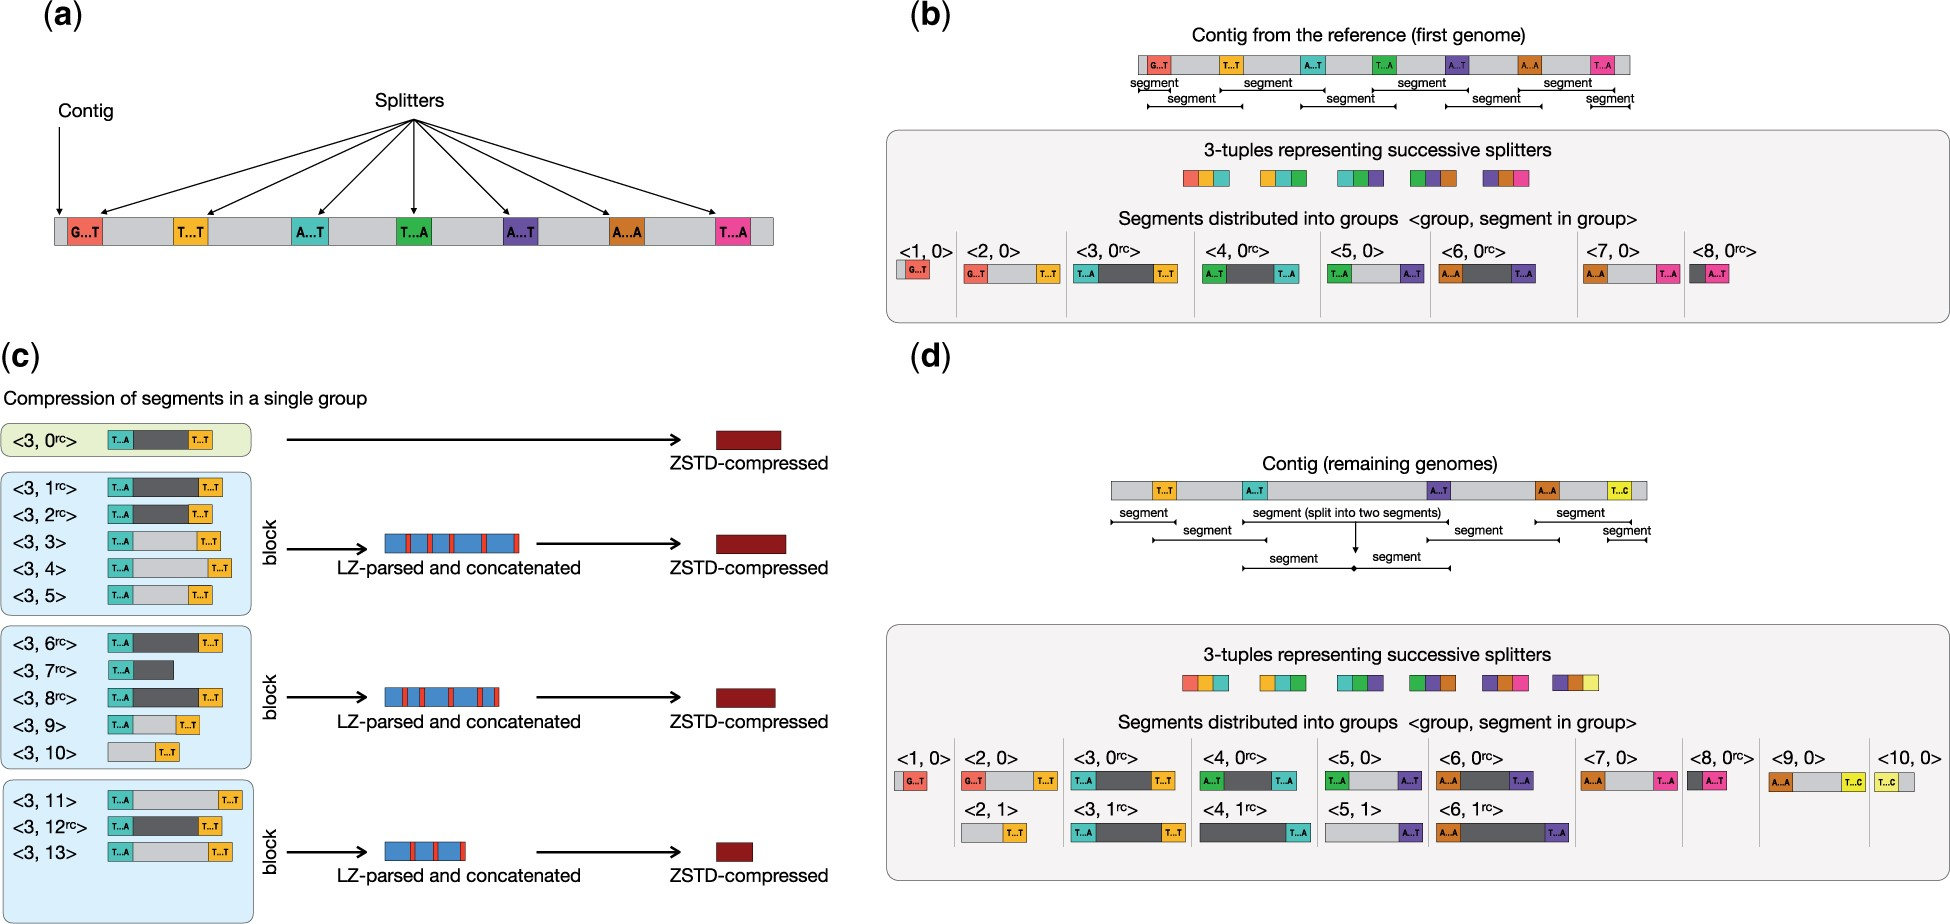 (a)
Contig
Splitters
G...T T...T A...T T...A A...T A...A T...A
(b)
Contig from the reference (first genome)
G...T T...T A...T T...A A...T A...A T...A
segment segment segment segment segment
segment segment segment segment
3-tuples representing successive splitters
Segments distributed into groups <group, segment in group>
<1, 0> <2, 0> <3, 0rc> <4, 0rc> <5, 0> <6, 0rc> <7, 0> <8, 0rc>
G...T G...T T...T T...A T...T A...T T...A T...A A...T A...A T...A A...A T...A A...T
(c)
Compression of segments in a single group
<3, 0rc> T...A T...T
ZSTD-compressed
<3, 1rc> T...A T...T
<3, 2rc> T...A T...T
<3, 3> T...A T...T
<3, 4> T...A T...T
<3, 5> T...A T...T
block
LZ-parsed and concatenated
ZSTD-compressed
<3, 6rc> T...A T...T
<3, 7rc> T...A
<3, 8rc> T...A T...T
<3, 9> T...A T...T
<3, 10> T...T
block
LZ-parsed and concatenated
ZSTD-compressed
<3, 11> T...A T...T
<3, 12rc> T...A T...T
<3, 13> T...A T...T
block
LZ-parsed and concatenated
ZSTD-compressed
(d)
Contig (remaining genomes)
T...T A...T A...T A...A T...C
segment segment (split into two segments) segment
segment segment segment
segment segment
3-tuples representing successive splitters
Segments distributed into groups <group, segment in group>
<1, 0> <2, 0> <3, 0rc> <4, 0rc> <5, 0> <6, 0rc> <7, 0> <8, 0rc> <9, 0> <10, 0>
G...T G...T T...T T...A T...T A...T T...A T...A A...T A...A T...A A...A T...A A...T A...A T...C T...C
<2, 1> <3, 1rc> <4, 1rc> <5, 1> <6, 1rc>
T...T T...A T...T T...A A...T A...A T...A